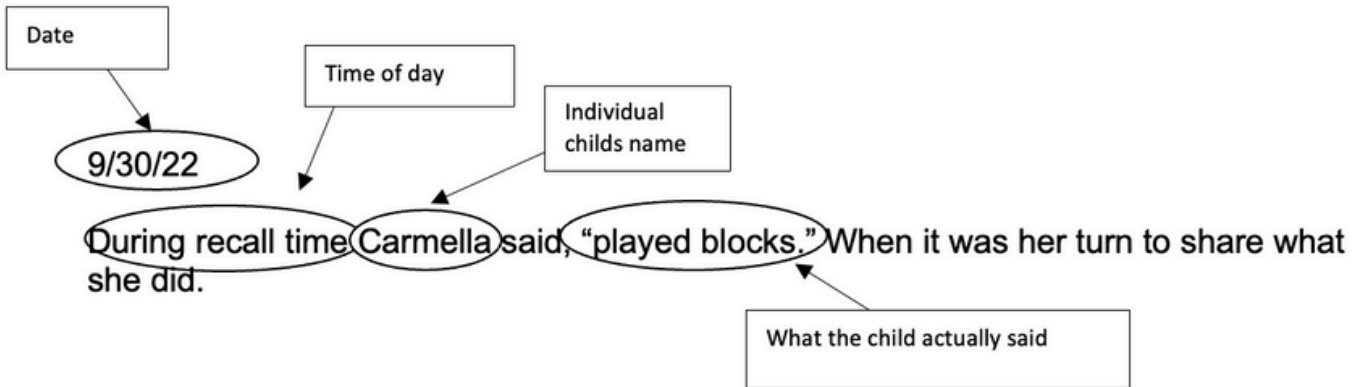 Date
Time of day
Individual
childs name
9/30/22
During recall time Carmella said, “played blocks.” When it was her turn to share what
she did.
What the child actually said